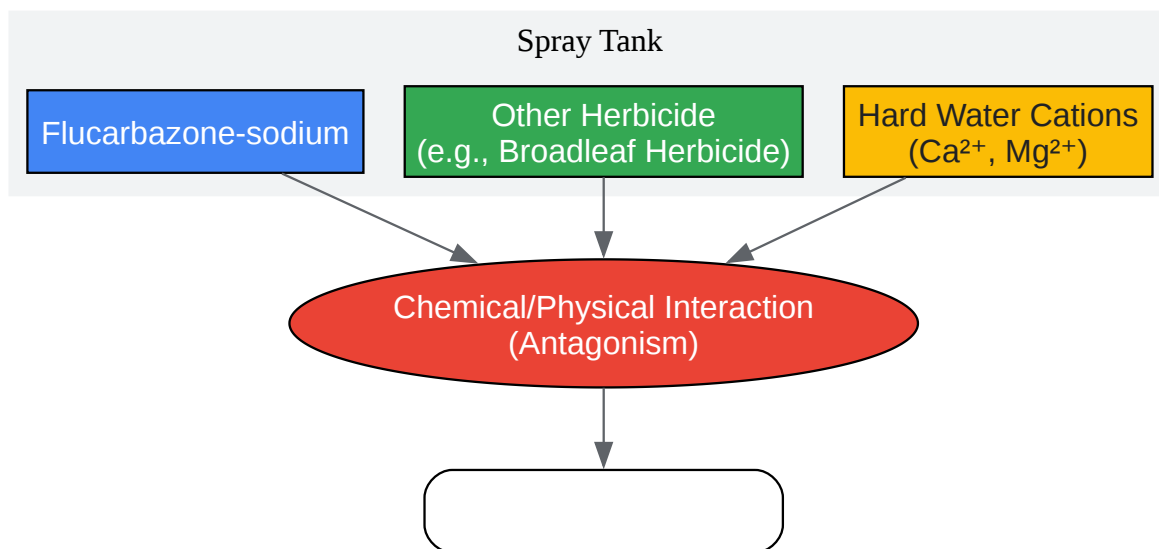 Spray Tank
Flucarbazone-sodium
Other Herbicide
(e.g., Broadleaf Herbicide)
Hard Water Cations
(Ca²⁺, Mg²⁺)
Chemical/Physical Interaction
(Antagonism)